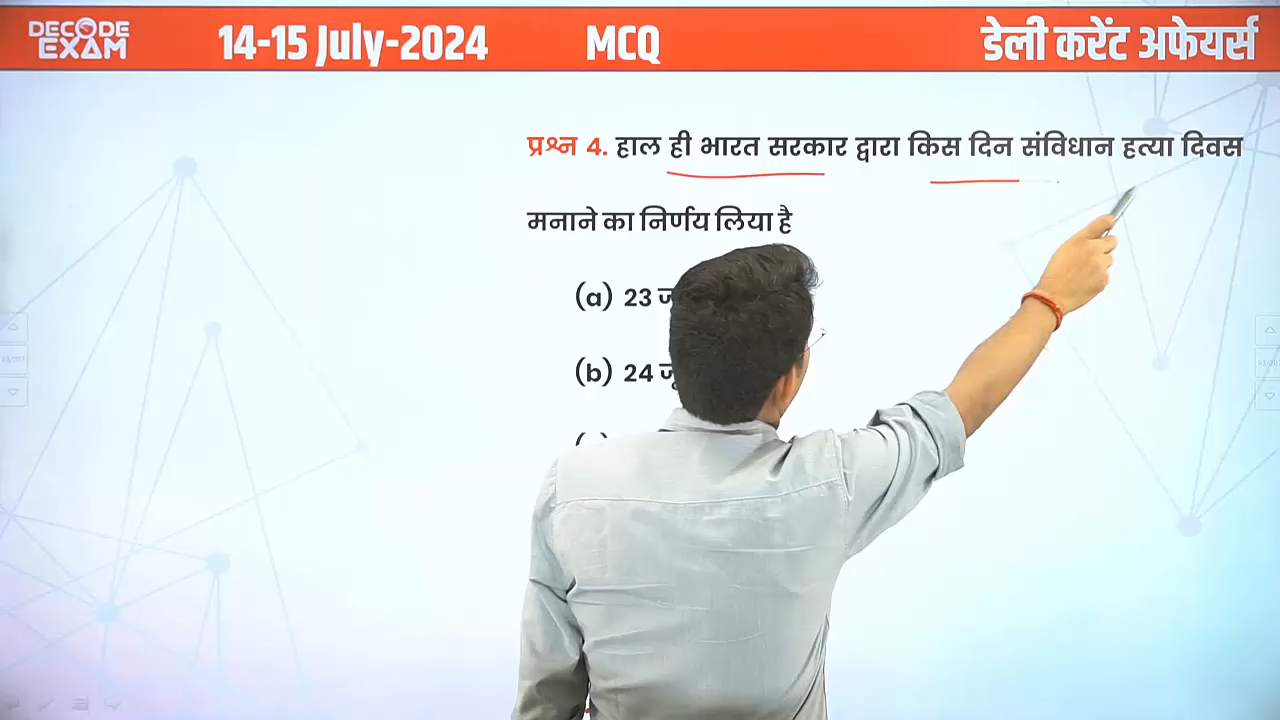 DECODE EXAM
14-15 July-2024 MCQ डेली करेंट अफेयर्स
प्रश्न 4. हाल ही भारत सरकार द्वारा किस दिन संविधान हत्या दिवस
मनाने का निर्णय लिया है
(a) 23
(b) 24